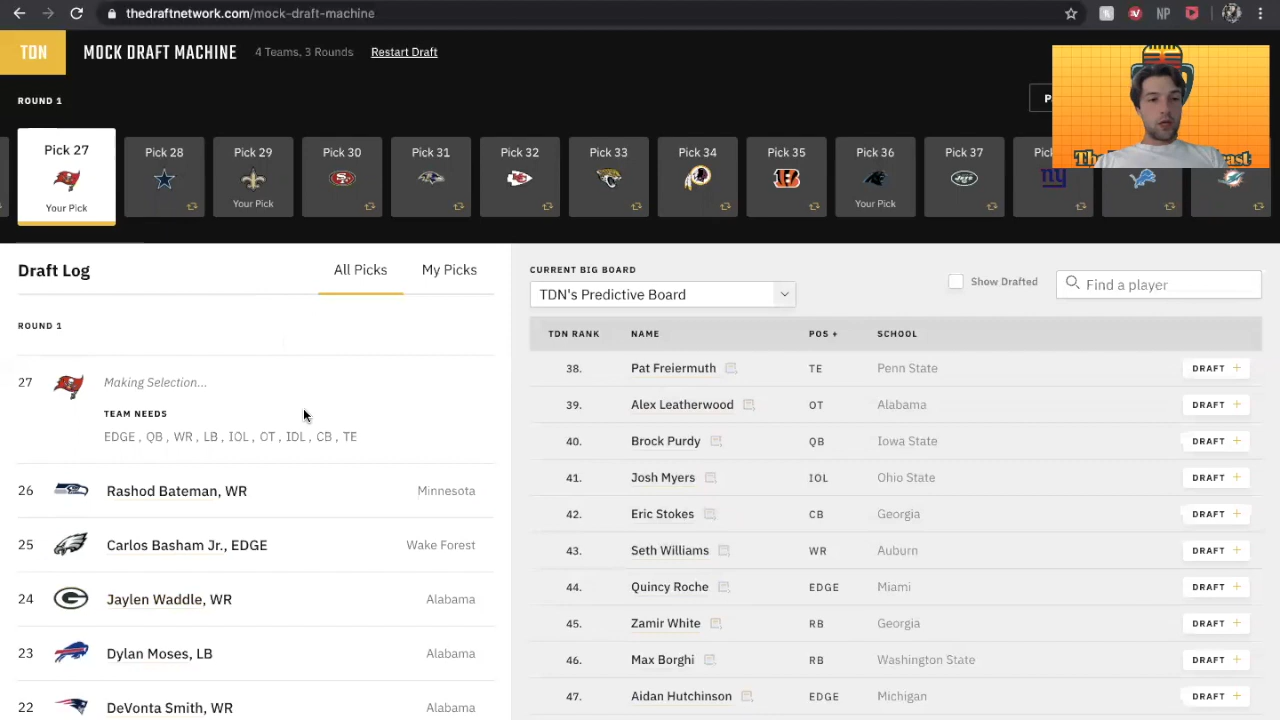 thedraftnetwork.com/mock-draft-machine
NP
TDN MOCK DRAFT MACHINE 4 Teams, 3 Rounds Restart Draft
ROUND 1
Pick 27 Pick 28 Pick 29 Pick 30 Pick 31 Pick 32 Pick 33 Pick 34 Pick 35 Pick 36 Pick 37
Your Pick Your Pick Your Pick
ny
Draft Log All Picks My Picks
ROUND 1
27 Making Selection...
TEAM NEEDS
EDGE , QB , WR , LB , IOL , OT , IDL , CB , TE
26 Rashod Bateman, WR Minnesota
25 Carlos Basham Jr., EDGE Wake Forest
24 Jaylen Waddle, WR Alabama
23 Dylan Moses, LB Alabama
22 DeVonta Smith, WR Alabama
CURRENT BIG BOARD
TDN's Predictive Board
Show Drafted
Find a player
TDN RANK NAME POS + SCHOOL
38. Pat Freiermuth TE Penn State DRAFT +
39. Alex Leatherwood OT Alabama DRAFT +
40. Brock Purdy QB Iowa State DRAFT +
41. Josh Myers IOL Ohio State DRAFT +
42. Eric Stokes CB Georgia DRAFT +
43. Seth Williams WR Auburn DRAFT +
44. Quincy Roche EDGE Miami DRAFT +
45. Zamir White RB Georgia DRAFT +
46. Max Borghi RB Washington State DRAFT +
47. Aidan Hutchinson EDGE Michigan DRAFT +